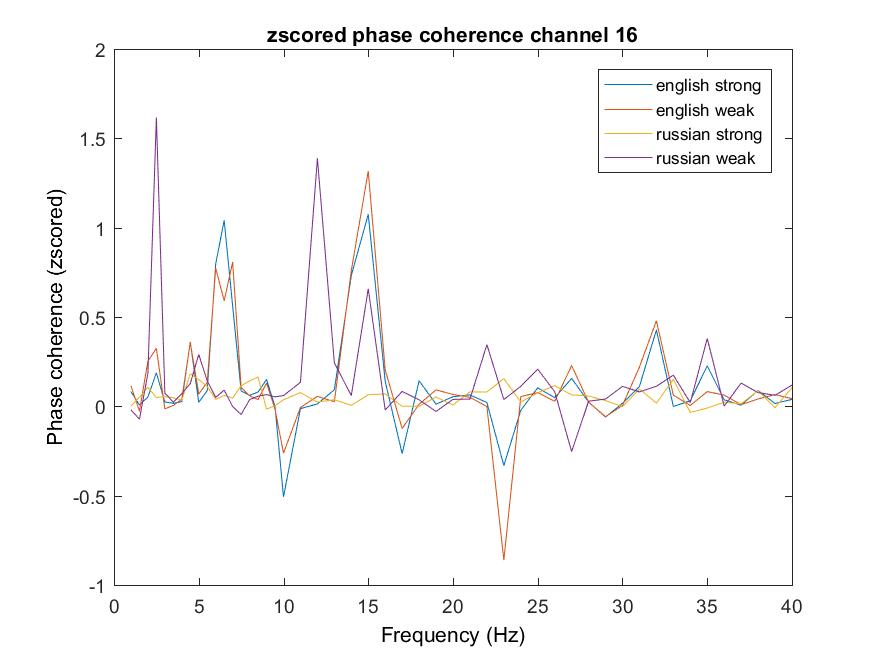 zscored phase coherence channel 16
english strong
english weak
russian strong
russian weak
Phase coherence (zscored)
2
1.5
1
0.5
0
-0.5
-1
0 5 10 15 20 25 30 35 40
Frequency (Hz)